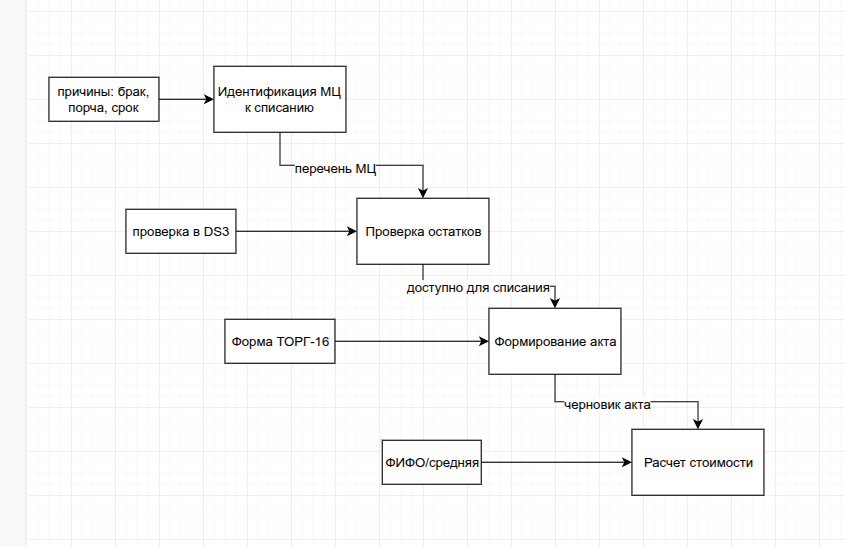 причины: брак,
порча, срок
Идентификация МЦ
к списанию
перечень МЦ
проверка в DS3
Проверка остатков
доступно для списания
Форма ТОРГ-16
Формирование акта
черновик акта
ФИФО/средняя
Расчет стоимости